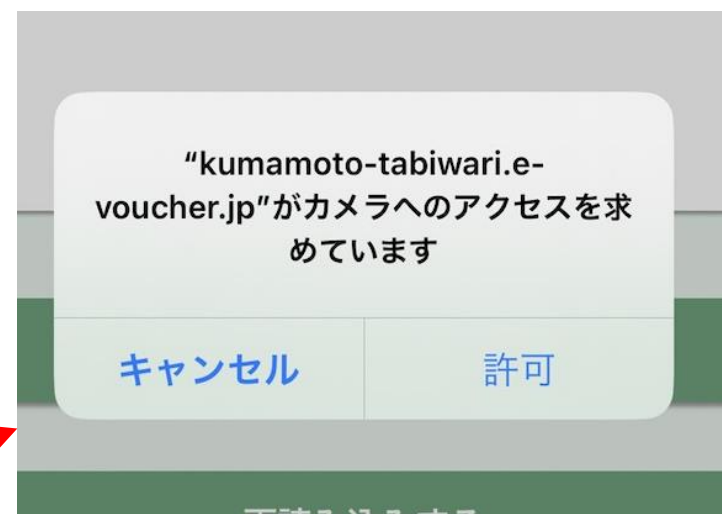 “kumamoto-tabiwari.e-
voucher.jp”がカメラへのアクセスを求
めています
キャンセル
許可